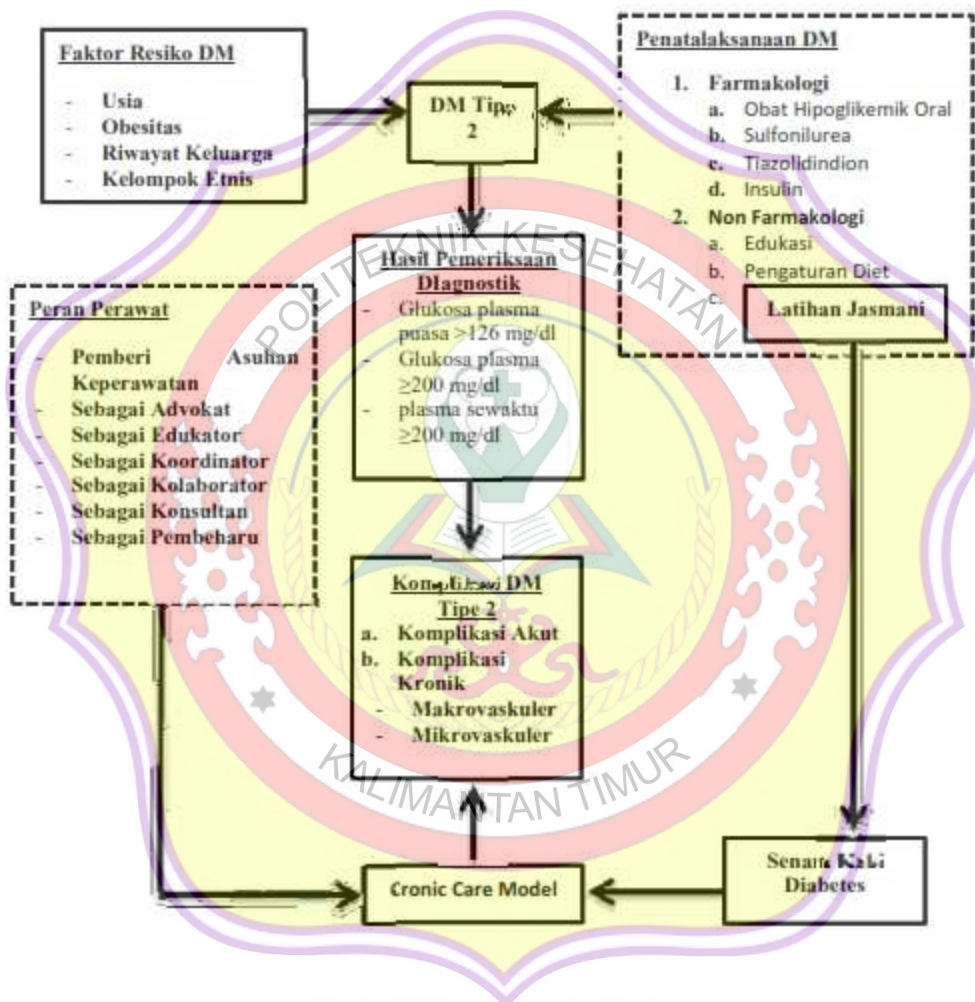 Faktor Resiko DM
- Usia
- Obesitas
- Riwayat Keluarga
- Kelompok Etnis
DM Tipe
2
Penatalaksanaan DM
1. Farmakologi
a. Obat Hipoglikemik Oral
b. Sulfonilurea
c. Tiazolidindion
d. Insulin
2. Non Farmakologi
a. Edukasi
b. Pengaturan Diet
c.
Latihan Jasmani
Hasil Pemeriksaan
DIagnostik
- Glukosa plasma
puasa >126 mg/dl
- Glukosa plasma
≥200 mg/dl
- plasma sewaktu
≥200 mg/dl
Peran Perawat
- Pemberi Asuhan
Keperawatan
- Sebagai Advokat
- Sebagai Edukator
- Sebagai Koordinator
- Sebagai Kolaborator
- Sebagai Konsultan
- Sebagai Pembeharu
Komplikasi DM
Tipe 2
a. Komplikasi Akut
b. Komplikasi
Kronik
- Makrovaskuler
- Mikrovaskuler
Cronic Care Model
Senam Kaki
Diabetes
POLITEKNIK KESEHATAN
KALIMANTAN TIMUR